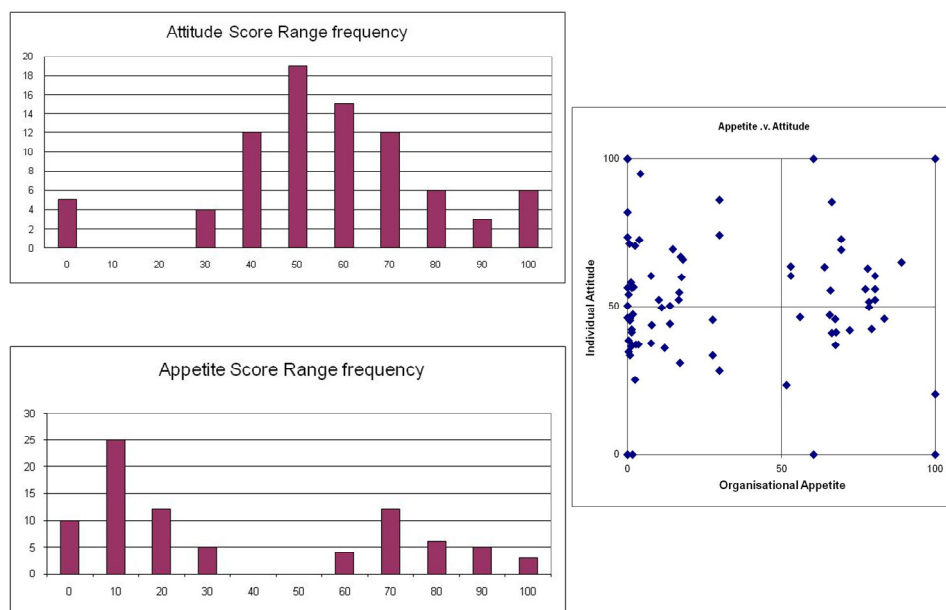 Attitude Score Range frequency
20
18
16
14
12
10
8
6
4
2
0
0 10 20 30 40 50 60 70 80 90 100
Appetite Score Range frequency
30
25
20
15
10
5
0
0 10 20 30 40 50 60 70 80 90 100
Appetite .v. Attitude
100
50
0
Individual Attitude
0 50 100
Organisational Appetite